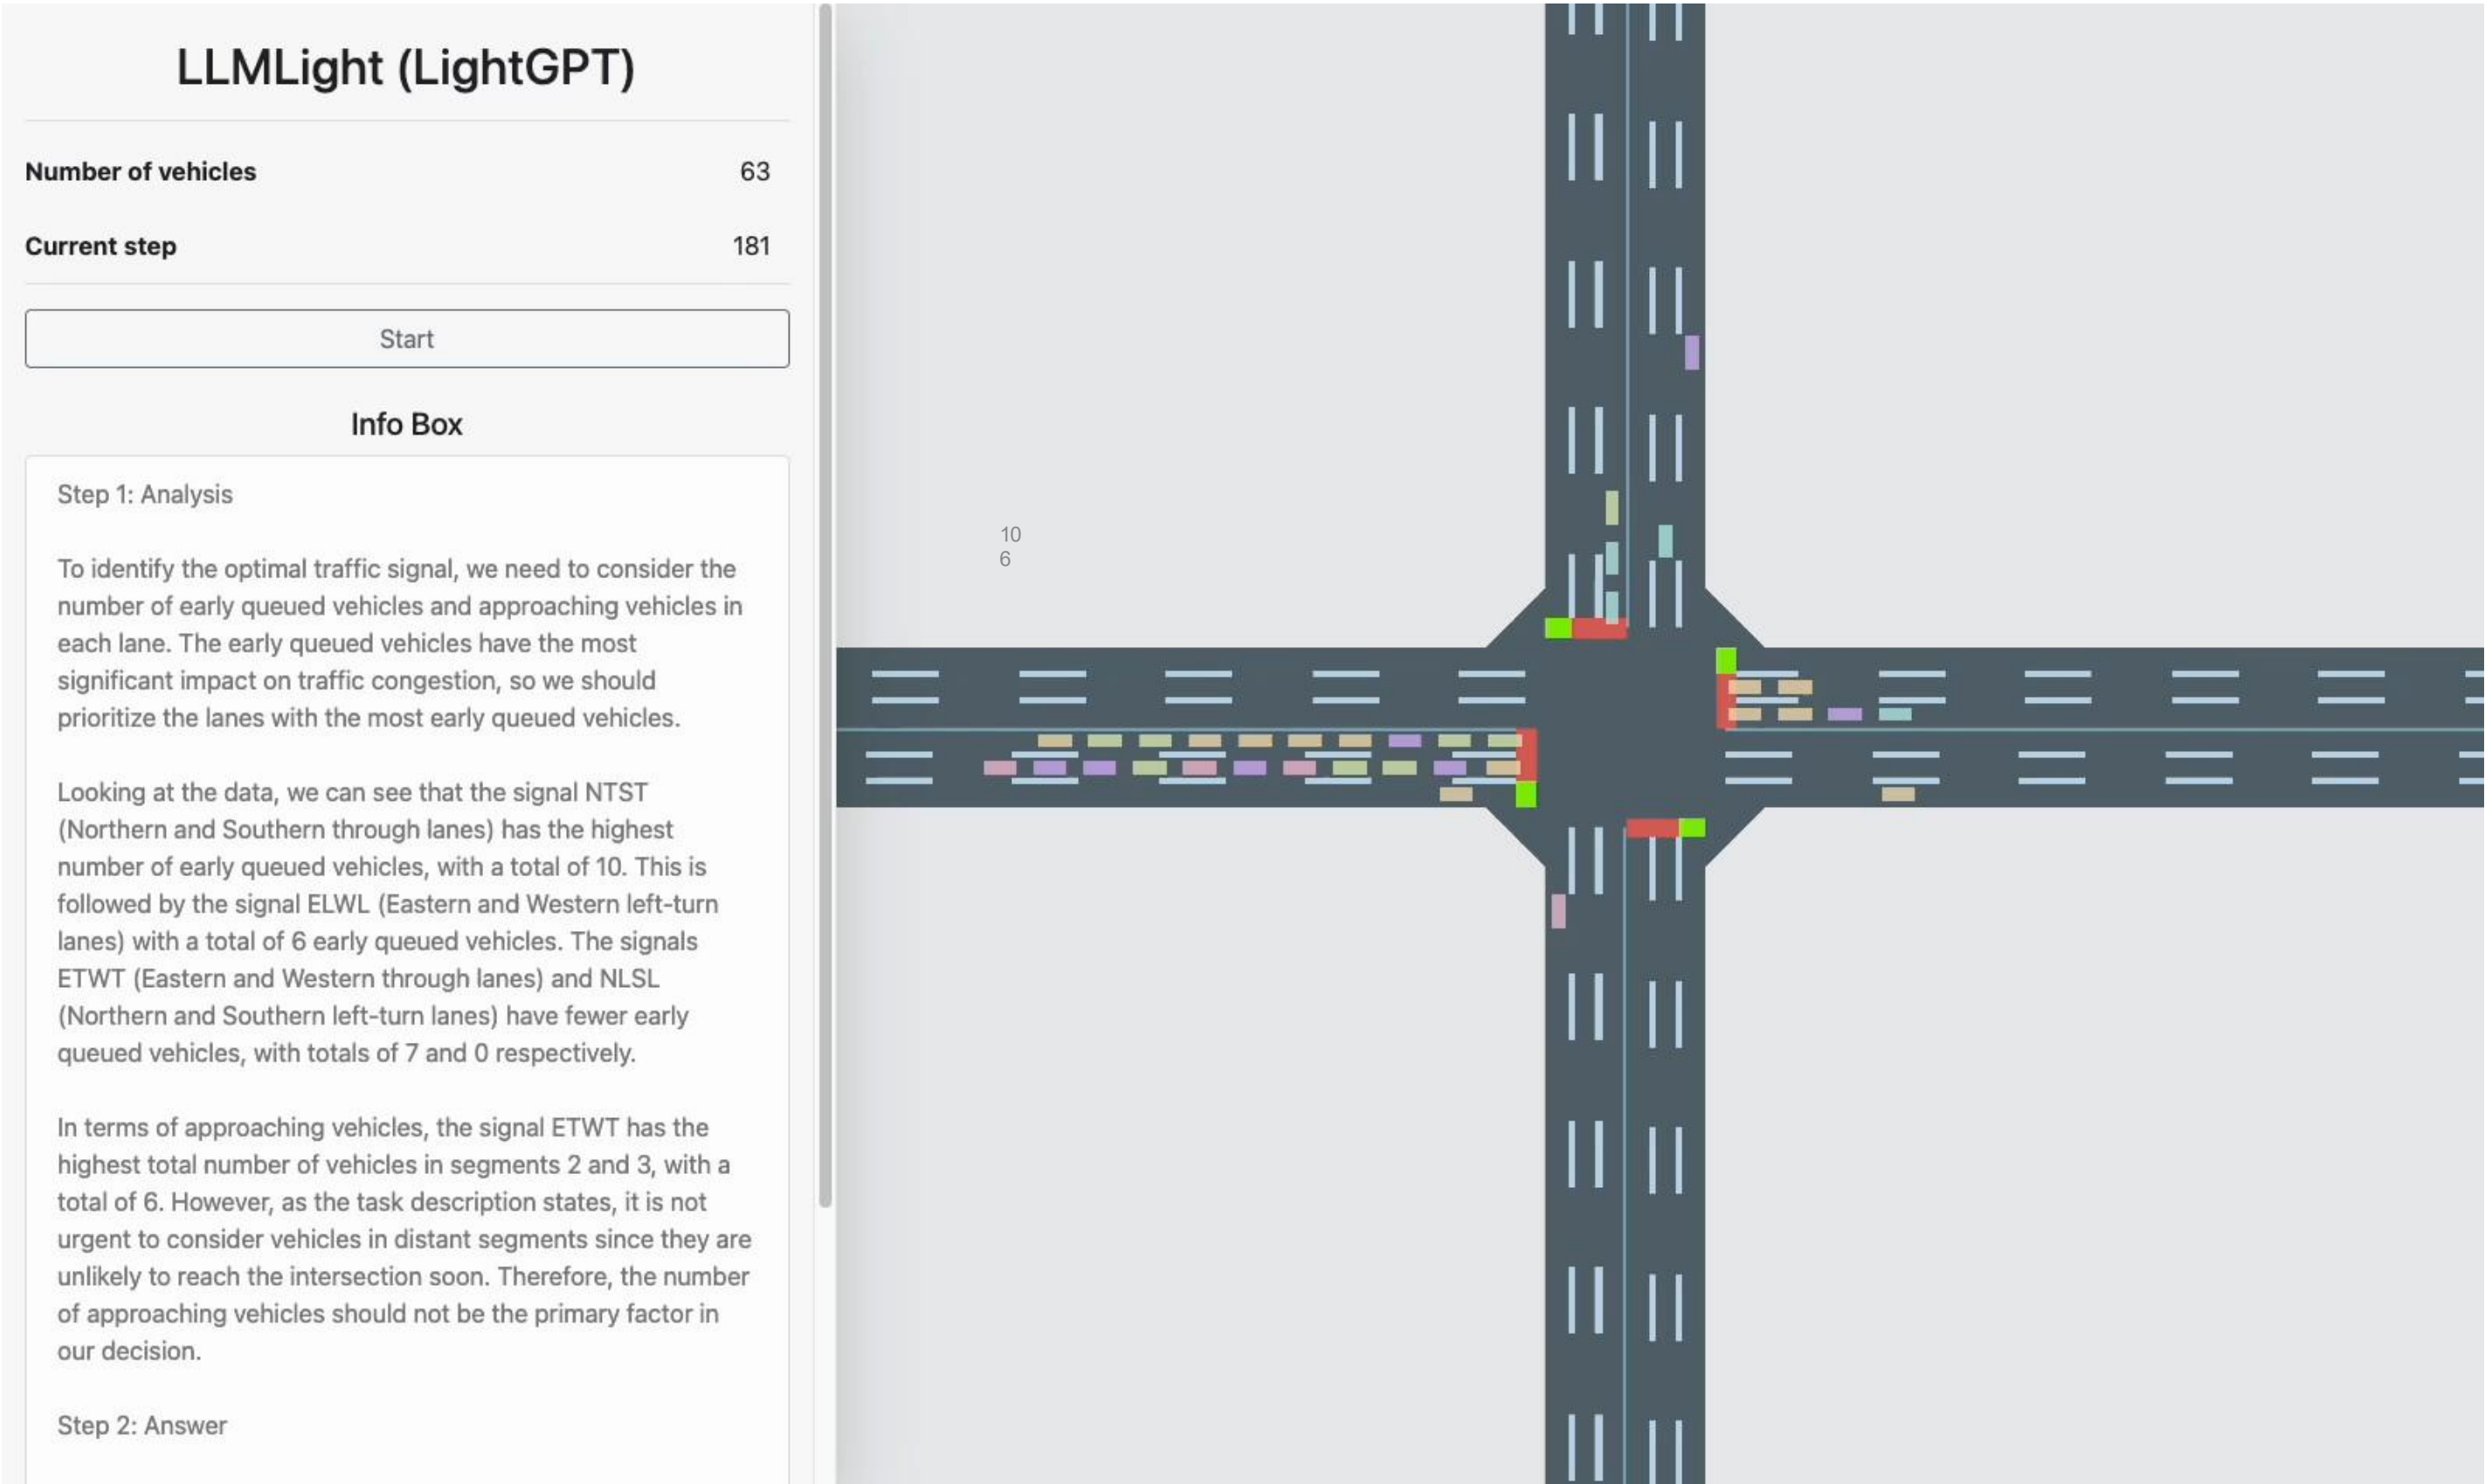 LLMLight (LightGPT)
Number of vehicles 63
Current step 181
Start
Info Box
Step 1: Analysis
To identify the optimal traffic signal, we need to consider the
number of early queued vehicles and approaching vehicles in
each lane. The early queued vehicles have the most
significant impact on traffic congestion, so we should
prioritize the lanes with the most early queued vehicles.
Looking at the data, we can see that the signal NTST
(Northern and Southern through lanes) has the highest
number of early queued vehicles, with a total of 10. This is
followed by the signal ELWL (Eastern and Western left-turn
lanes) with a total of 6 early queued vehicles. The signals
ETWT (Eastern and Western through lanes) and NLSL
(Northern and Southern left-turn lanes) have fewer early
queued vehicles, with totals of 7 and 0 respectively.
In terms of approaching vehicles, the signal ETWT has the
highest total number of vehicles in segments 2 and 3, with a
total of 6. However, as the task description states, it is not
urgent to consider vehicles in distant segments since they are
unlikely to reach the intersection soon. Therefore, the number
of approaching vehicles should not be the primary factor in
our decision.
Step 2: Answer
10
6